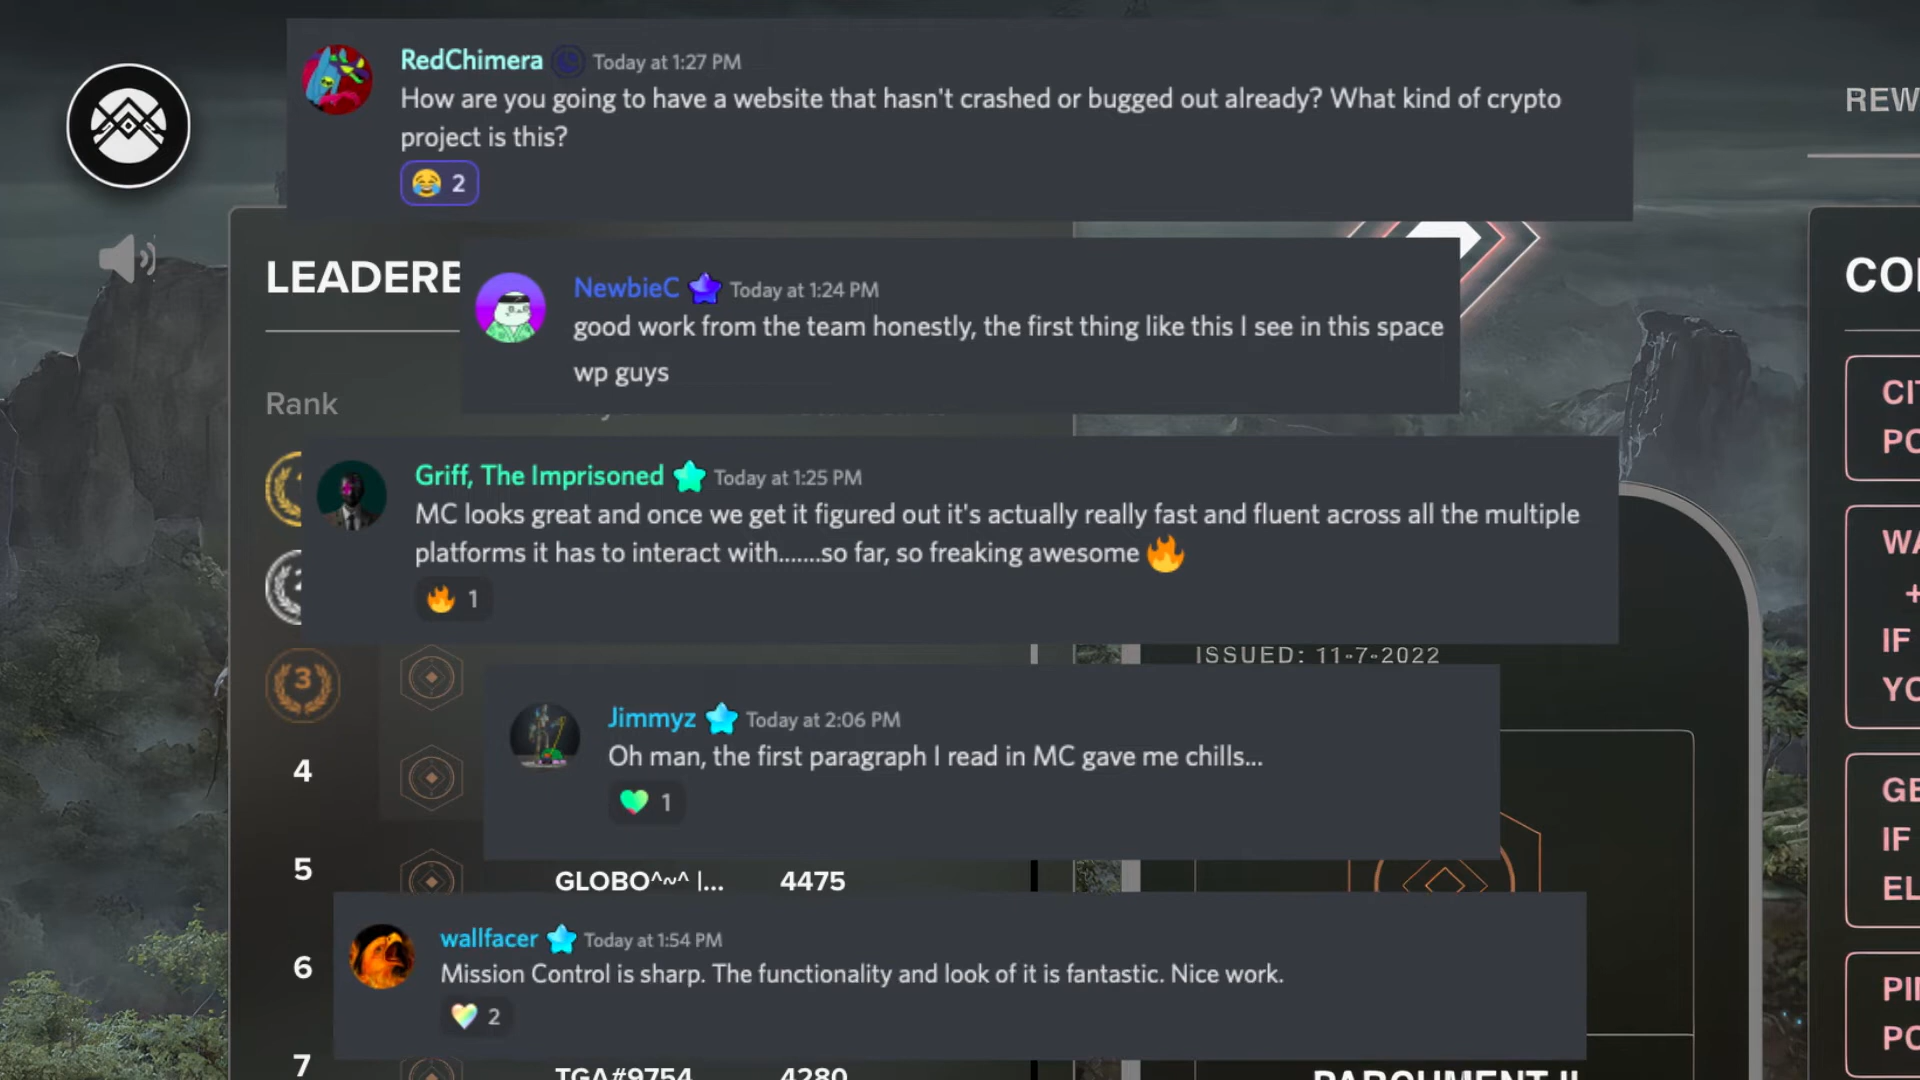 RedChimera Today at 1:27 PM
How are you going to have a website that hasn't crashed or bugged out already? What kind of crypto
project is this?
😂 2
NewbieC Today at 1:24 PM
good work from the team honestly, the first thing like this I see in this space
wp guys
Griff, The Imprisoned Today at 1:25 PM
MC looks great and once we get it figured out it's actually really fast and fluent across all the multiple
platforms it has to interact with.......so far, so freaking awesome 🔥
🔥 1
Jimmyz Today at 2:06 PM
Oh man, the first paragraph I read in MC gave me chills...
1
wallfacer Today at 1:54 PM
Mission Control is sharp. The functionality and look of it is fantastic. Nice work.
2
Rank
3
4
5 GLOBO^~^ |... 4475
6
7 TGA#9754 4280
ISSUED: 11-7-2022
PARCHMENT II
REW
CO
CIT
PO
WA
+
IF
YO
GE
IF
EL
PIN
PO